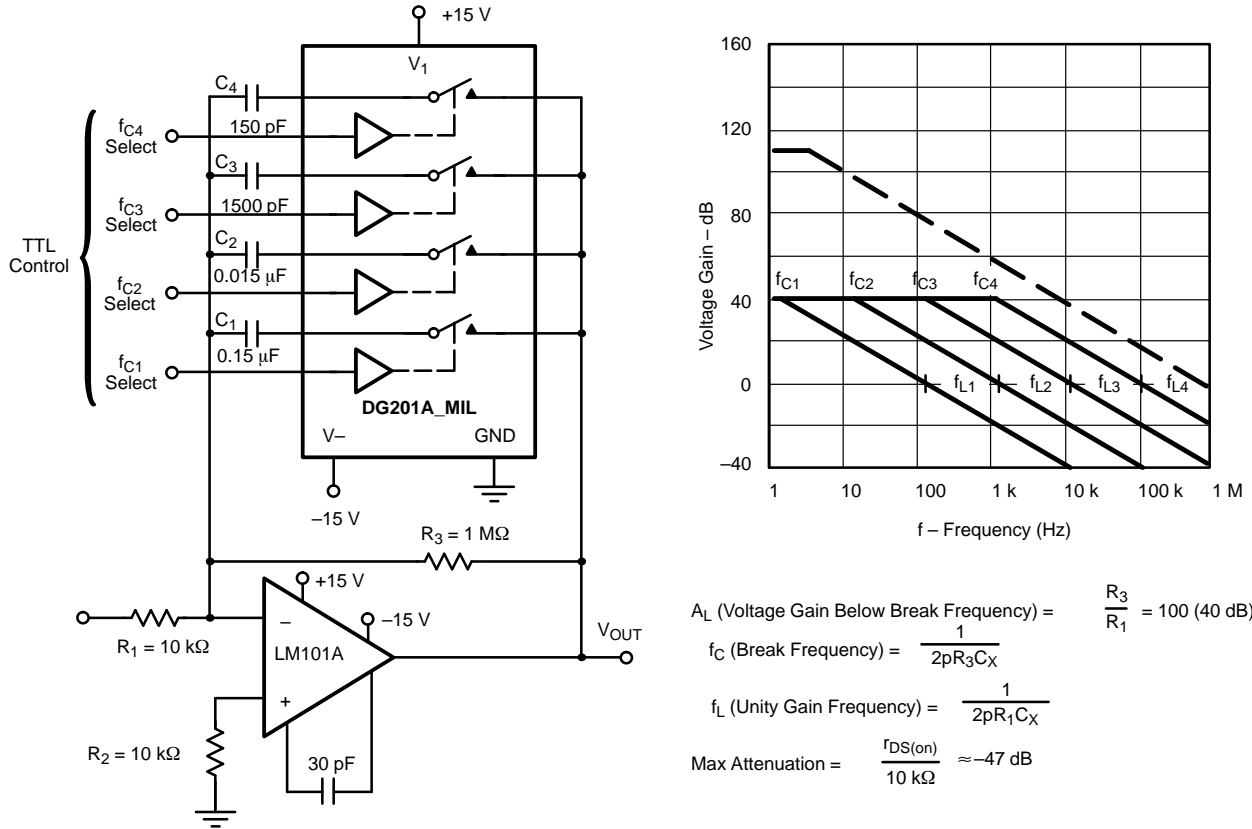 +15 V
V1
C4
150 pF
fC4
Select
C3
1500 pF
fC3
Select
C2
0.015 μF
fC2
Select
C1
0.15 μF
fC1
Select
TTL
Control
DG201A_MIL
V–
GND
–15 V
R3 = 1 MΩ
+15 V
–15 V
VOUT
R1 = 10 kΩ
–
LM101A
+
R2 = 10 kΩ
30 pF
160
120
80
40
0
–40
Voltage Gain – dB
fC1 fC2 fC3 fC4
fL1 fL2 fL3 fL4
1 10 100 1 k 10 k 100 k 1 M
f – Frequency (Hz)
AL (Voltage Gain Below Break Frequency) = R3 / R1 = 100 (40 dB)
fC (Break Frequency) = 1 / 2pR3CX
fL (Unity Gain Frequency) = 1 / 2pR1CX
Max Attenuation = rDS(on) / 10 kΩ ≈–47 dB